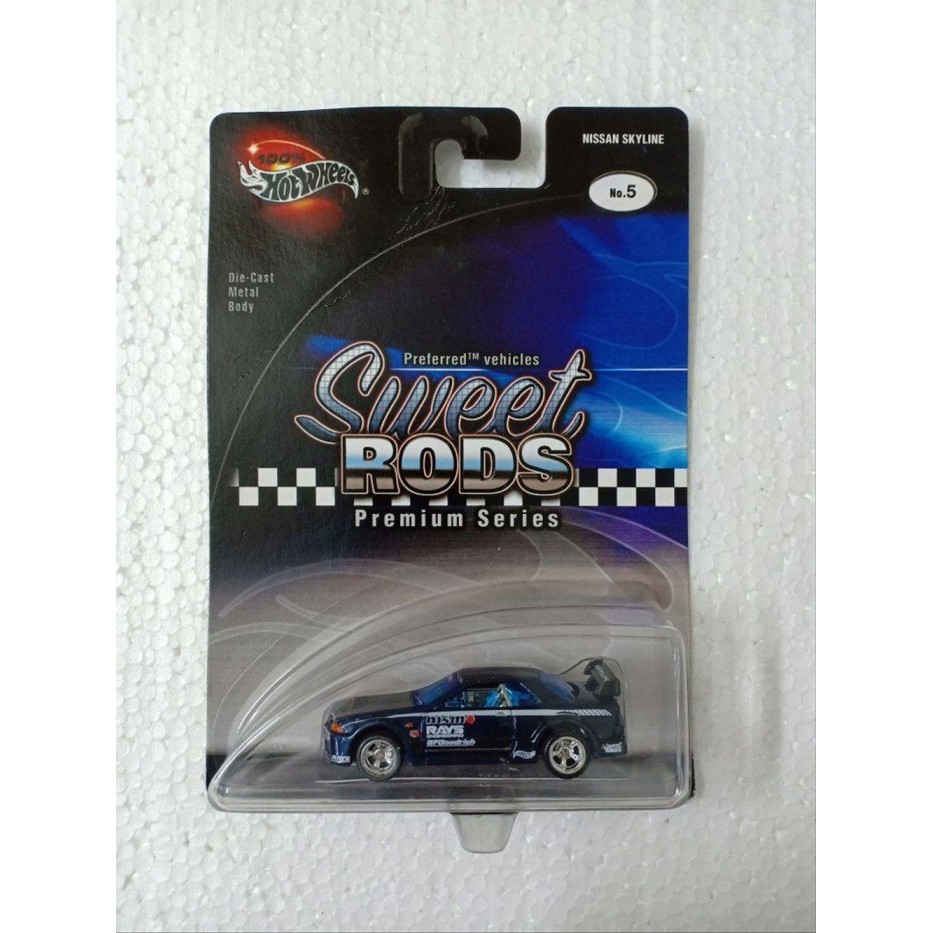 NISSAN SKYLINE
100%
HOT WHEELS®
No.5
Die-Cast
Metal
Body
Preferred™ vehicles
Sweet
RODS
Premium Series
nismo
RAYS
ENGINEERING
BFGoodrich